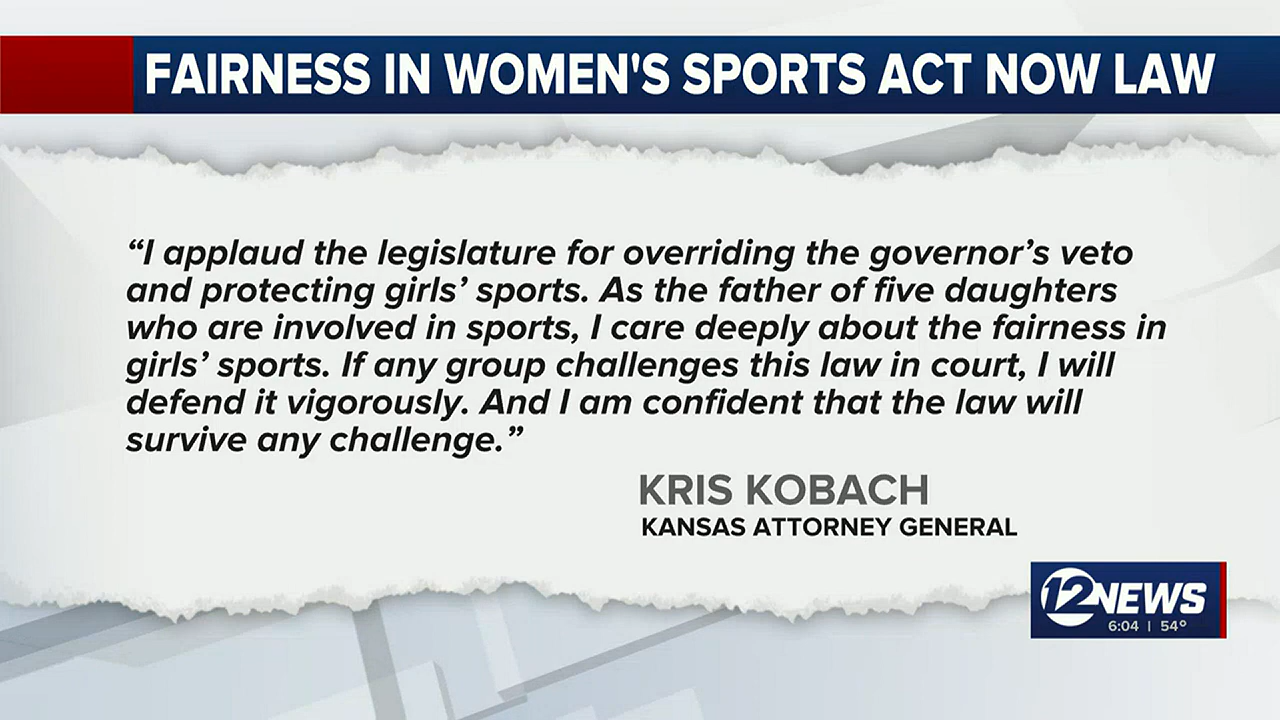 FAIRNESS IN WOMEN'S SPORTS ACT NOW LAW
“I applaud the legislature for overriding the governor’s veto
and protecting girls’ sports. As the father of five daughters
who are involved in sports, I care deeply about the fairness in
girls’ sports. If any group challenges this law in court, I will
defend it vigorously. And I am confident that the law will
survive any challenge.”
KRIS KOBACH
KANSAS ATTORNEY GENERAL
12NEWS
6:04 | 54°